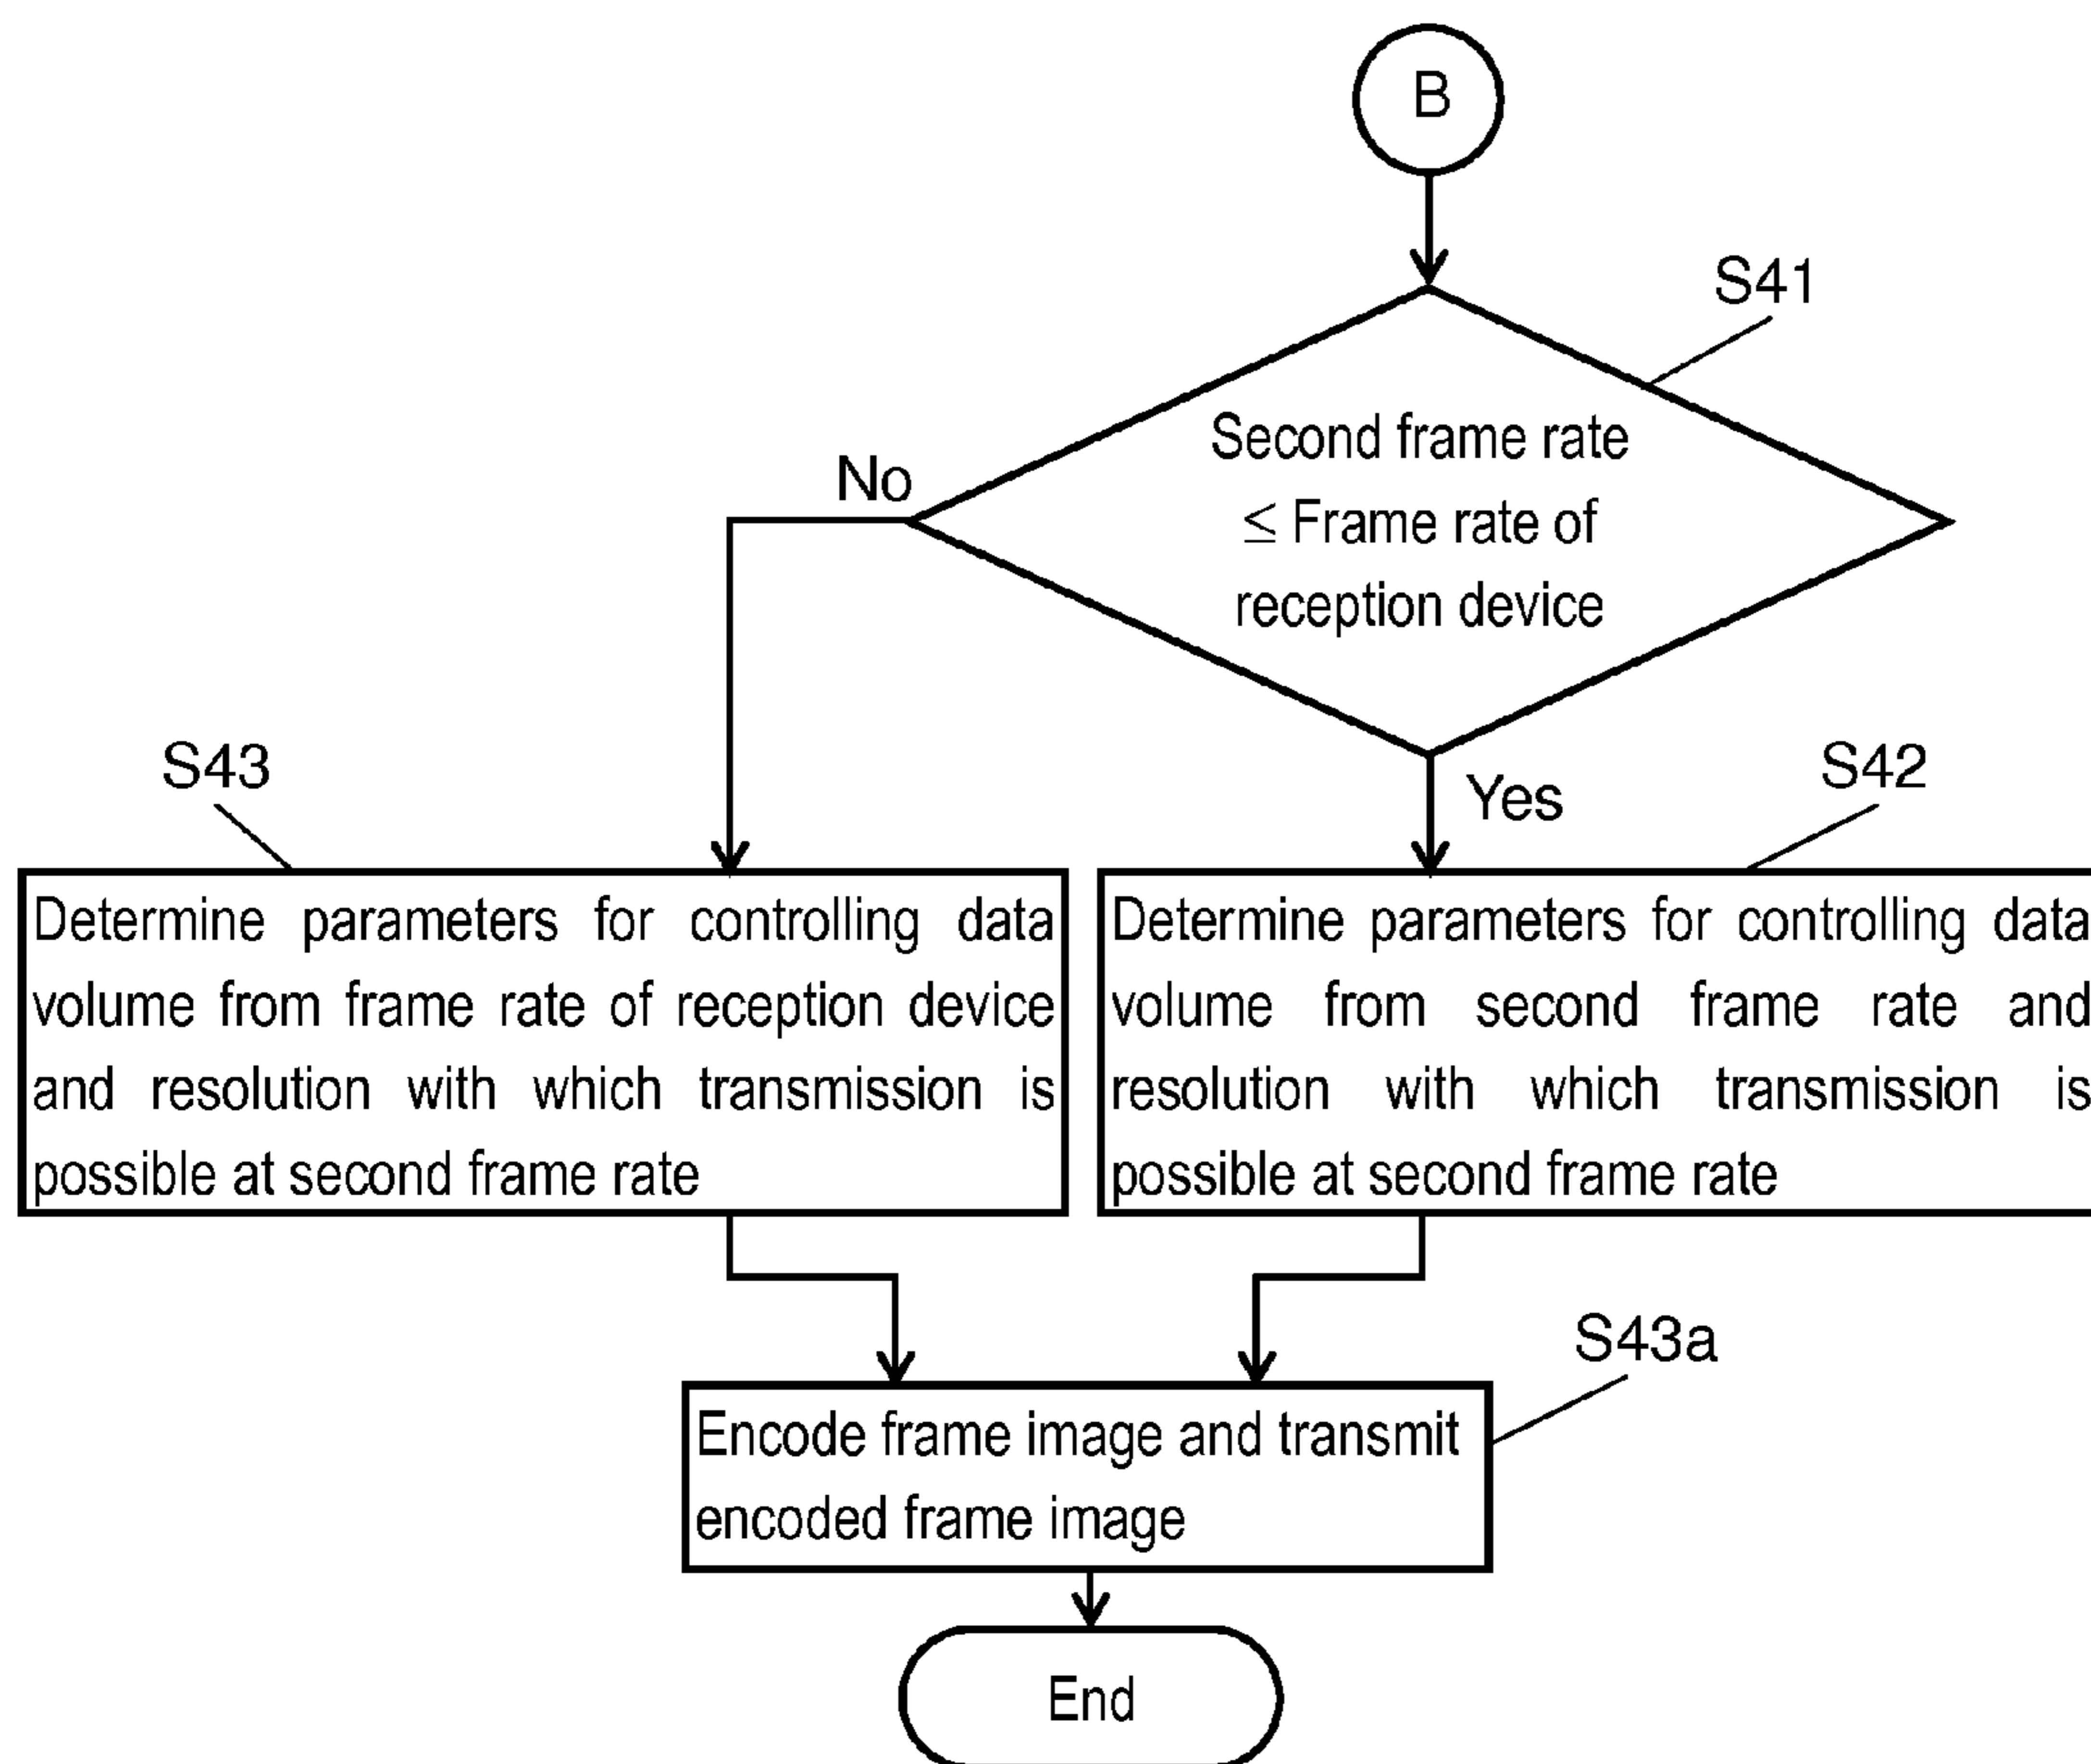 B
S41
Second frame rate
≤ Frame rate of
reception device
No
Yes
S43
S42
Determine parameters for controlling data
volume from frame rate of reception device
and resolution with which transmission is
possible at second frame rate
Determine parameters for controlling data
volume from second frame rate and
resolution with which transmission is
possible at second frame rate
S43a
Encode frame image and transmit
encoded frame image
End